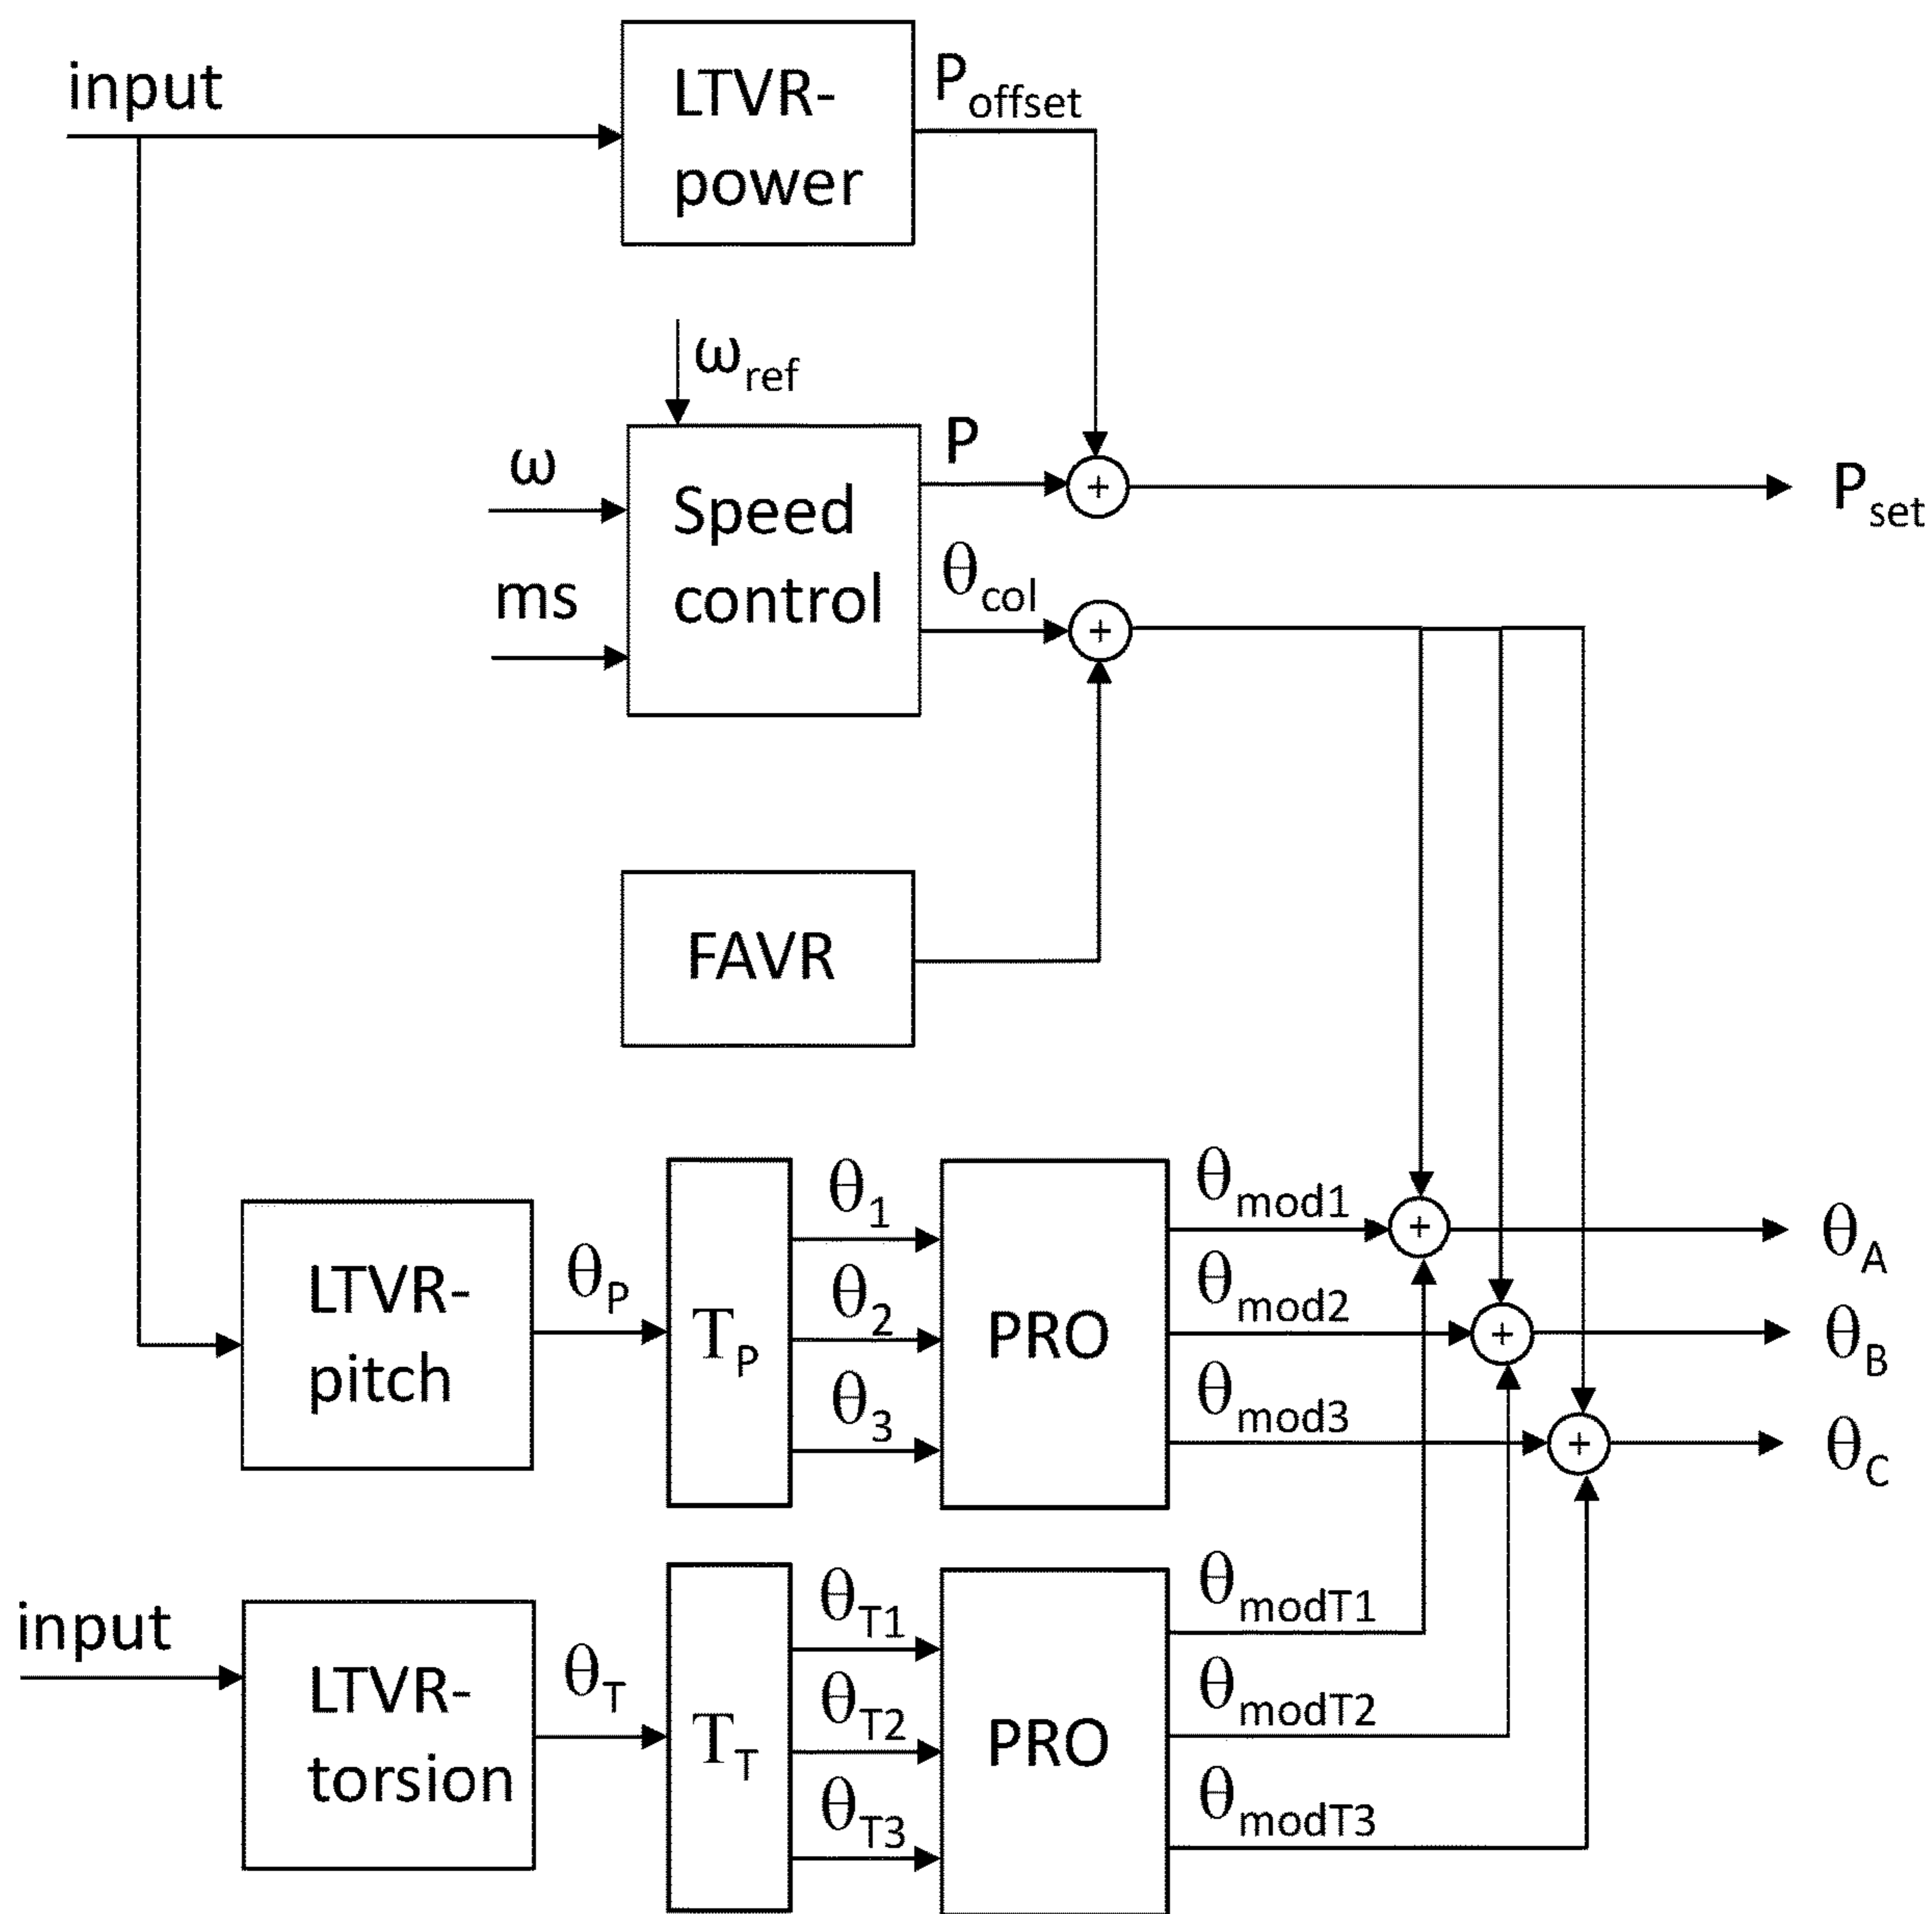 input
LTVR-
power
Poffset
ωref
ω
ms
Speed
control
P
θcol
+
+
Pset
FAVR
LTVR-
pitch
θP
TP
θ1
θ2
θ3
PRO
θmod1
θmod2
θmod3
+
+
+
θA
θB
θC
input
LTVR-
torsion
θT
TT
θT1
θT2
θT3
PRO
θmodT1
θmodT2
θmodT3